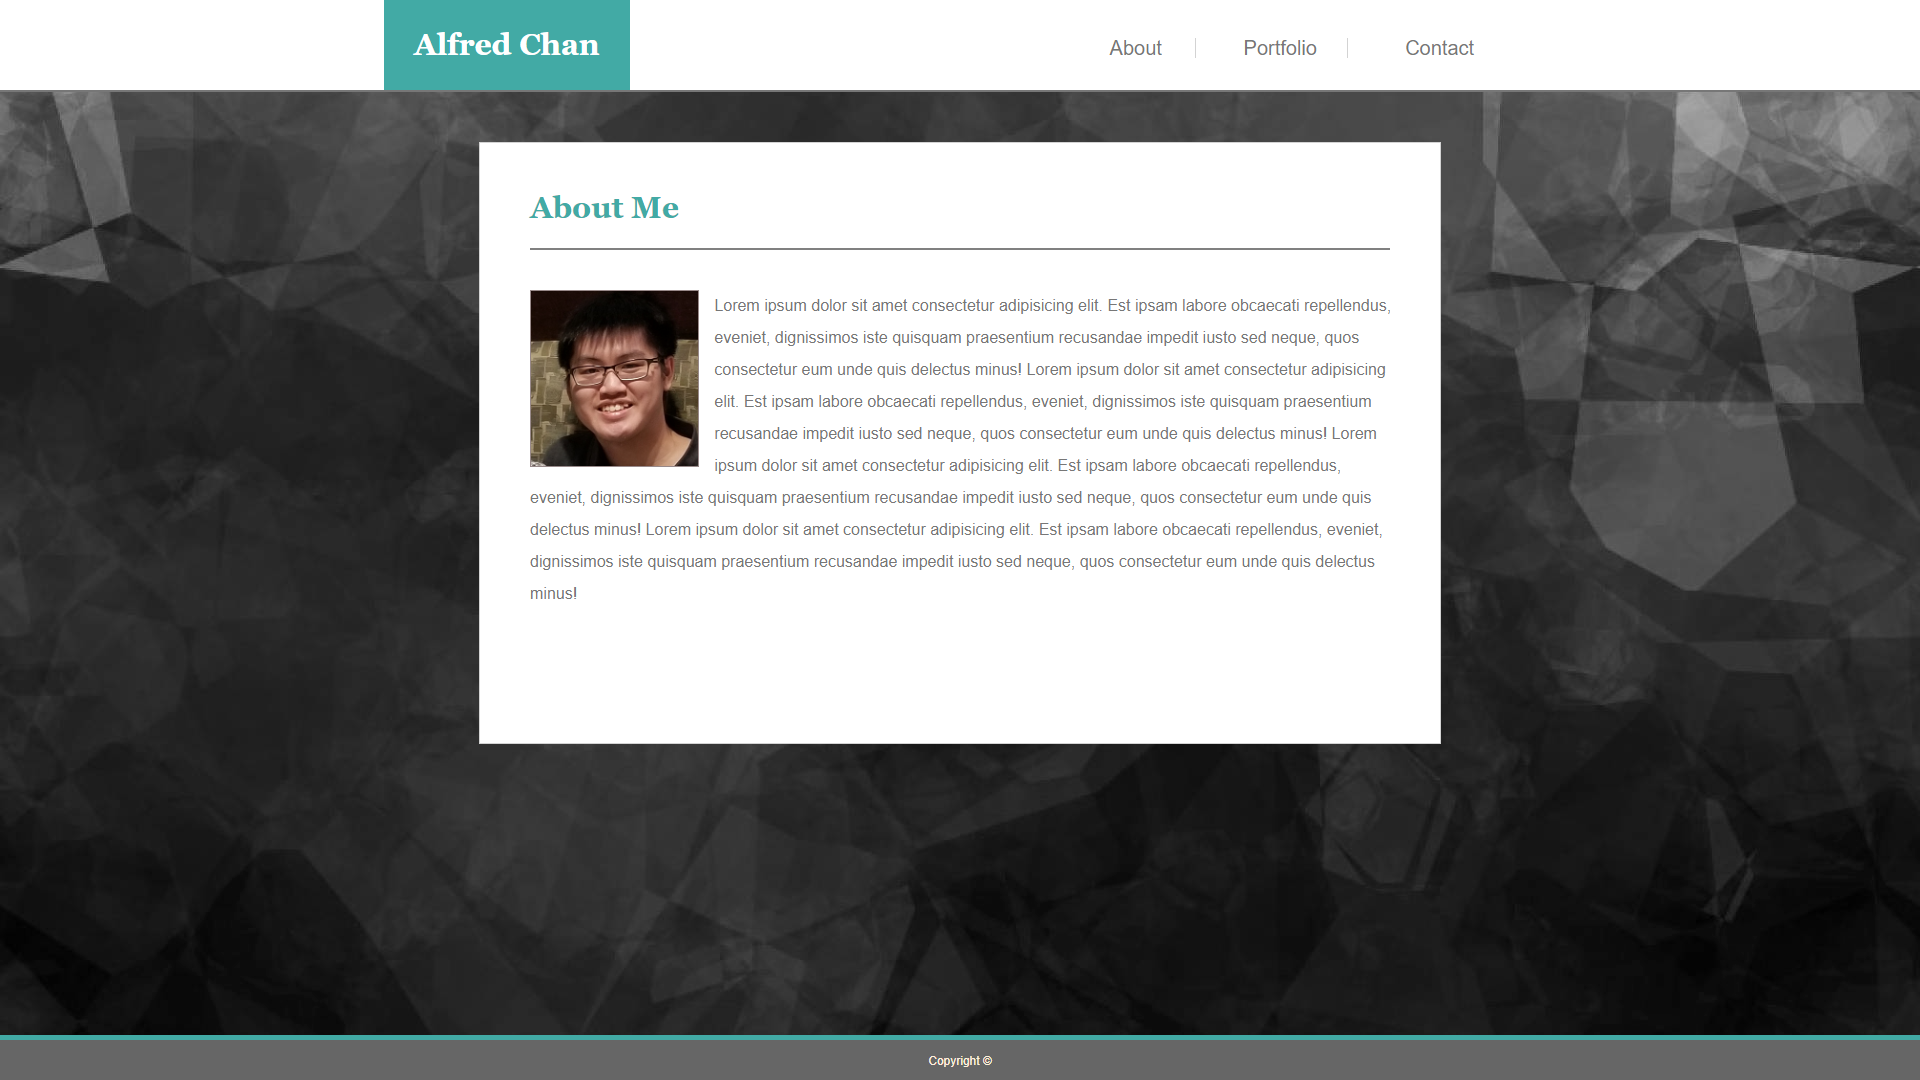 Alfred Chan
About
Portfolio
Contact
About Me
Lorem ipsum dolor sit amet consectetur adipisicing elit. Est ipsam labore obcaecati repellendus,
eveniet, dignissimos iste quisquam praesentium recusandae impedit iusto sed neque, quos
consectetur eum unde quis delectus minus! Lorem ipsum dolor sit amet consectetur adipisicing
elit. Est ipsam labore obcaecati repellendus, eveniet, dignissimos iste quisquam praesentium
recusandae impedit iusto sed neque, quos consectetur eum unde quis delectus minus! Lorem
ipsum dolor sit amet consectetur adipisicing elit. Est ipsam labore obcaecati repellendus,
eveniet, dignissimos iste quisquam praesentium recusandae impedit iusto sed neque, quos consectetur eum unde quis
delectus minus! Lorem ipsum dolor sit amet consectetur adipisicing elit. Est ipsam labore obcaecati repellendus, eveniet,
dignissimos iste quisquam praesentium recusandae impedit iusto sed neque, quos consectetur eum unde quis delectus
minus!
Copyright ©